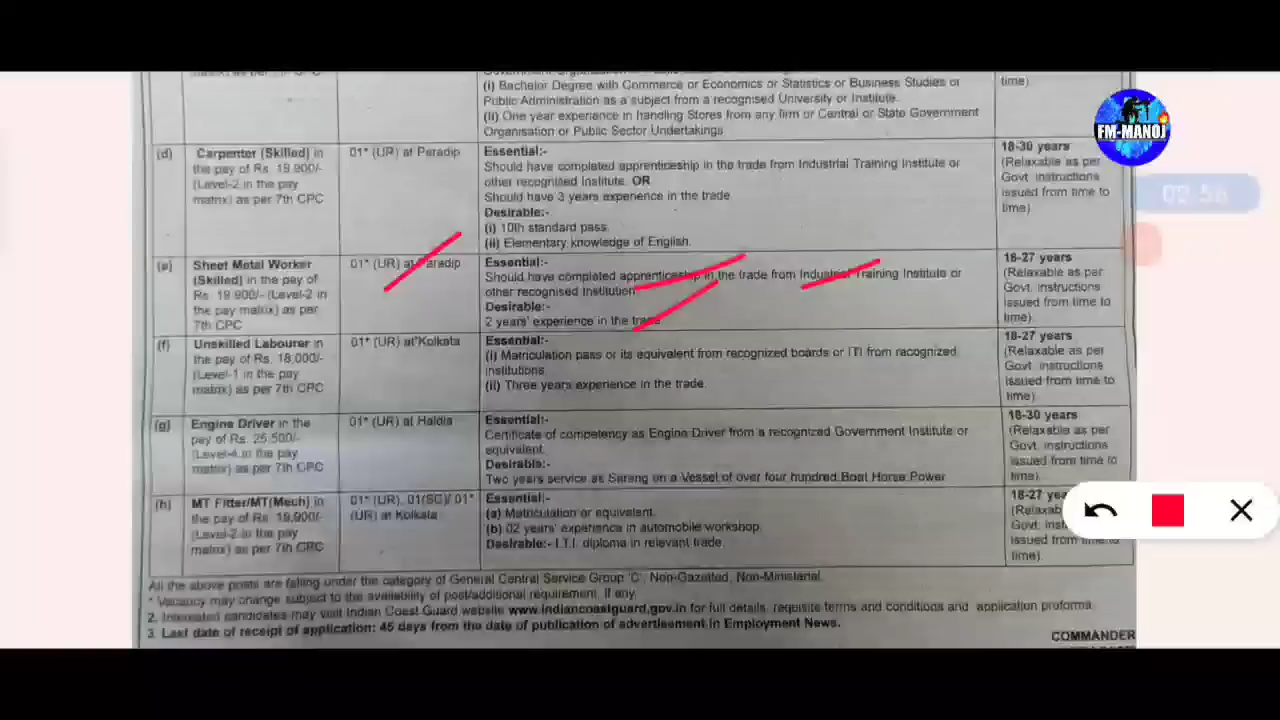 (i) Bachelor Degree with Commerce or Economics or Statistics or Business Studies or
Public Administration as a subject from a recognised University or Institute.
(ii) One year experience in handling Stores from any firm or Central or State Government
Organisation or Public Sector Undertakings
time)
(d) Carpenter (Skilled) in
the pay of Rs. 19,900/-
(Level-2 in the pay
matrix) as per 7th CPC
01* (UR) at Paradip
Essential:-
Should have completed apprenticeship in the trade from Industrial Training Institute or
other recognised Institute. OR
Should have 3 years experience in the trade
Desirable:-
(i) 10th standard pass.
(ii) Elementary knowledge of English.
18-30 years
(Relaxable as per
Govt. instructions
issued from time to
time).
(e) Sheet Metal Worker
(Skilled) in the pay of
Rs. 19,900/- (Level-2 in
the pay matrix) as per
7th CPC
01* (UR) at Paradip
Essential:-
Should have completed apprenticeship in the trade from Industrial Training Institute or
other recognised Institution
Desirable:-
2 years' experience in the trade
18-27 years
(Relaxable as per
Govt. instructions
issued from time to
time).
(f) Unskilled Labourer in
the pay of Rs. 18,000/-
(Level-1 in the pay
matrix) as per 7th CPC
01* (UR) at Kolkata
Essential:-
(i) Matriculation pass or its equivalent from recognized boards or ITI from racognized
institutions
(ii) Three years experience in the trade.
18-27 years
(Relaxable as per
Govt. instructions
issued from time to
time).
(g) Engine Driver in the
pay of Rs. 25,500/-
(Level-4 in the pay
matrix) as per 7th CPC
01* (UR) at Haldia
Essential:-
Certificate of competency as Engine Driver from a recognized Government Institute or
equivalent.
Desirable:-
Two years service as Sarang on a Vessel of over four hundred Boat Horse Power
18-30 years
(Relaxable as per
Govt. instructions
issued from time to
time).
(h) MT Fitter/MT(Mech) in
the pay of Rs. 19,900/-
(Level-2 in the pay
matrix) as per 7th CPC
01* (UR), 01(SC)/ 01*
(UR) at Kolkata
Essential:-
(a) Matriculation or equivalent.
(b) 02 years' experience in automobile workshop.
Desirable:- I.T.I. diploma in relevant trade.
18-27
Govt.
issued from time to
time).
All the above posts are falling under the category of General Central Service Group 'C', Non-Gazetted, Non-Ministerial.
* Vacancy may change subject to the availability of post/additional requirement, if any.
2. Interested candidates may visit Indian Coast Guard website www.indiancoastguard.gov.in for full details, requisite terms and conditions and application proforma.
3. Last date of receipt of application: 45 days from the date of publication of advertisement in Employment News.
COMMANDER
FM-MANOJ